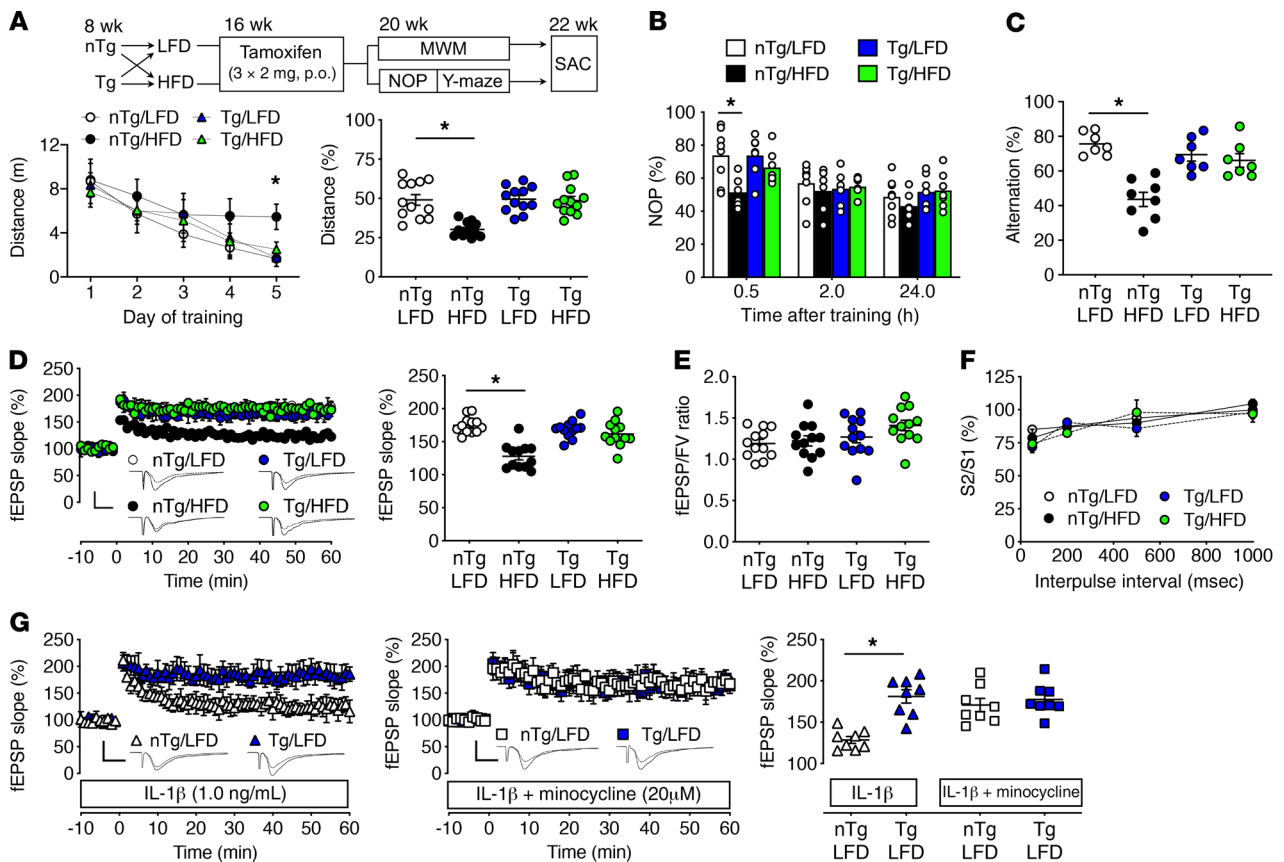 A
8 wk
16 wk
20 wk
22 wk
nTg
LFD
Tg
HFD
Tamoxifen
(3 × 2 mg, p.o.)
MWM
NOP
Y-maze
SAC
nTg/LFD
nTg/HFD
Tg/LFD
Tg/HFD
Distance (m)
12
8
4
0
*
1 2 3 4 5
Day of training
Distance (%)
100
75
50
25
0
*
nTg nTg Tg Tg
LFD HFD LFD HFD
B
nTg/LFD
nTg/HFD
Tg/LFD
Tg/HFD
NOP (%)
100
80
60
40
20
0
*
0.5 2.0 24.0
Time after training (h)
C
Alternation (%)
100
80
60
40
20
0
*
nTg nTg Tg Tg
LFD HFD LFD HFD
D
fEPSP slope (%)
250
200
150
100
50
0
nTg/LFD
Tg/LFD
nTg/HFD
Tg/HFD
-10 0 10 20 30 40 50 60
Time (min)
fEPSP slope (%)
250
200
150
100
50
0
*
nTg nTg Tg Tg
LFD HFD LFD HFD
E
fEPSP/FV ratio
2.0
1.5
1.0
0.5
0.0
nTg nTg Tg Tg
LFD HFD LFD HFD
F
S2/S1 (%)
125
100
75
50
25
0
nTg/LFD
nTg/HFD
Tg/LFD
Tg/HFD
0 250 500 750 1000
Interpulse interval (msec)
G
fEPSP slope (%)
250
200
150
100
50
0
nTg/LFD
Tg/LFD
IL-1β (1.0 ng/mL)
-10 0 10 20 30 40 50 60
Time (min)
fEPSP slope (%)
250
200
150
100
50
0
nTg/LFD
Tg/LFD
IL-1β + minocycline (20μM)
-10 0 10 20 30 40 50 60
Time (min)
fEPSP slope (%)
250
200
150
100
*
IL-1β
IL-1β + minocycline
nTg Tg nTg Tg
LFD LFD LFD LFD